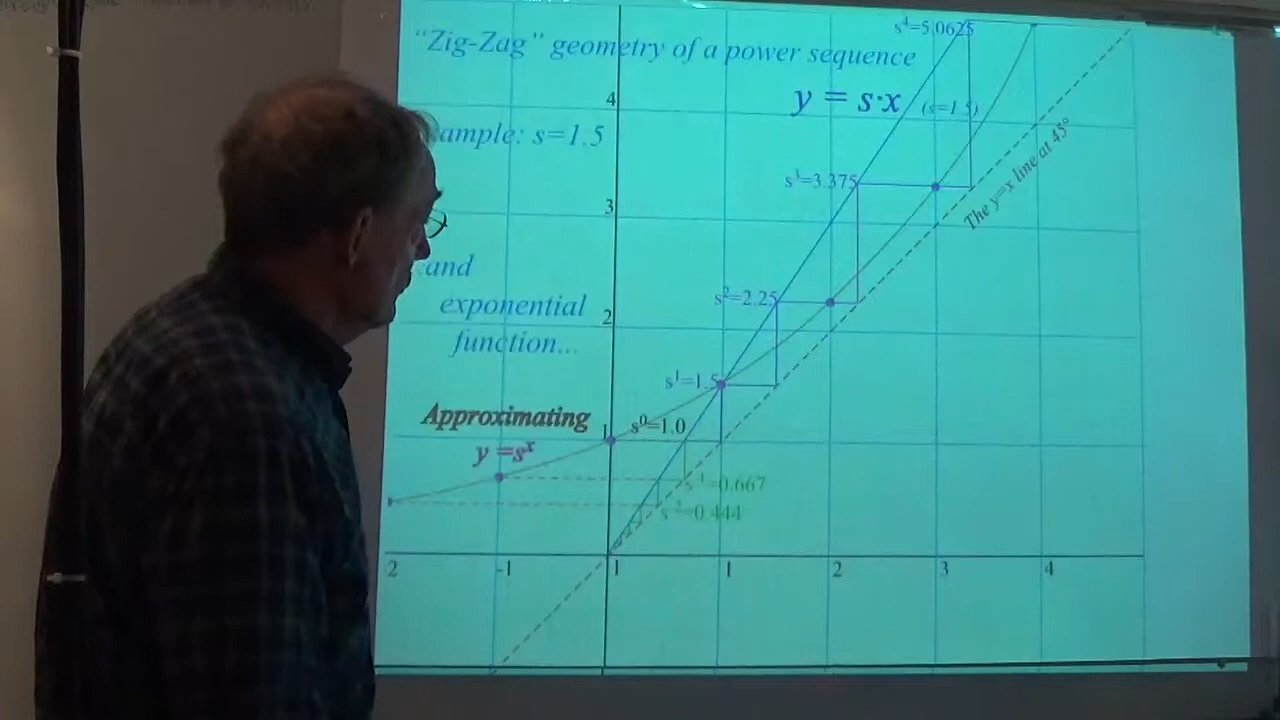 "Zig-Zag" geometry of a power sequence
y = s·x (s=1.5)
ample: s=1.5
and
exponential
function...
Approximating
y =sˣ
s⁴=5.0625
s³=3.375
s²=2.25
s¹=1.5
s⁰=1.0
s⁻¹=0.667
s⁻²=0.444
The y=x line at 45°
4
3
2
1
2 -1 1 1 2 3 4